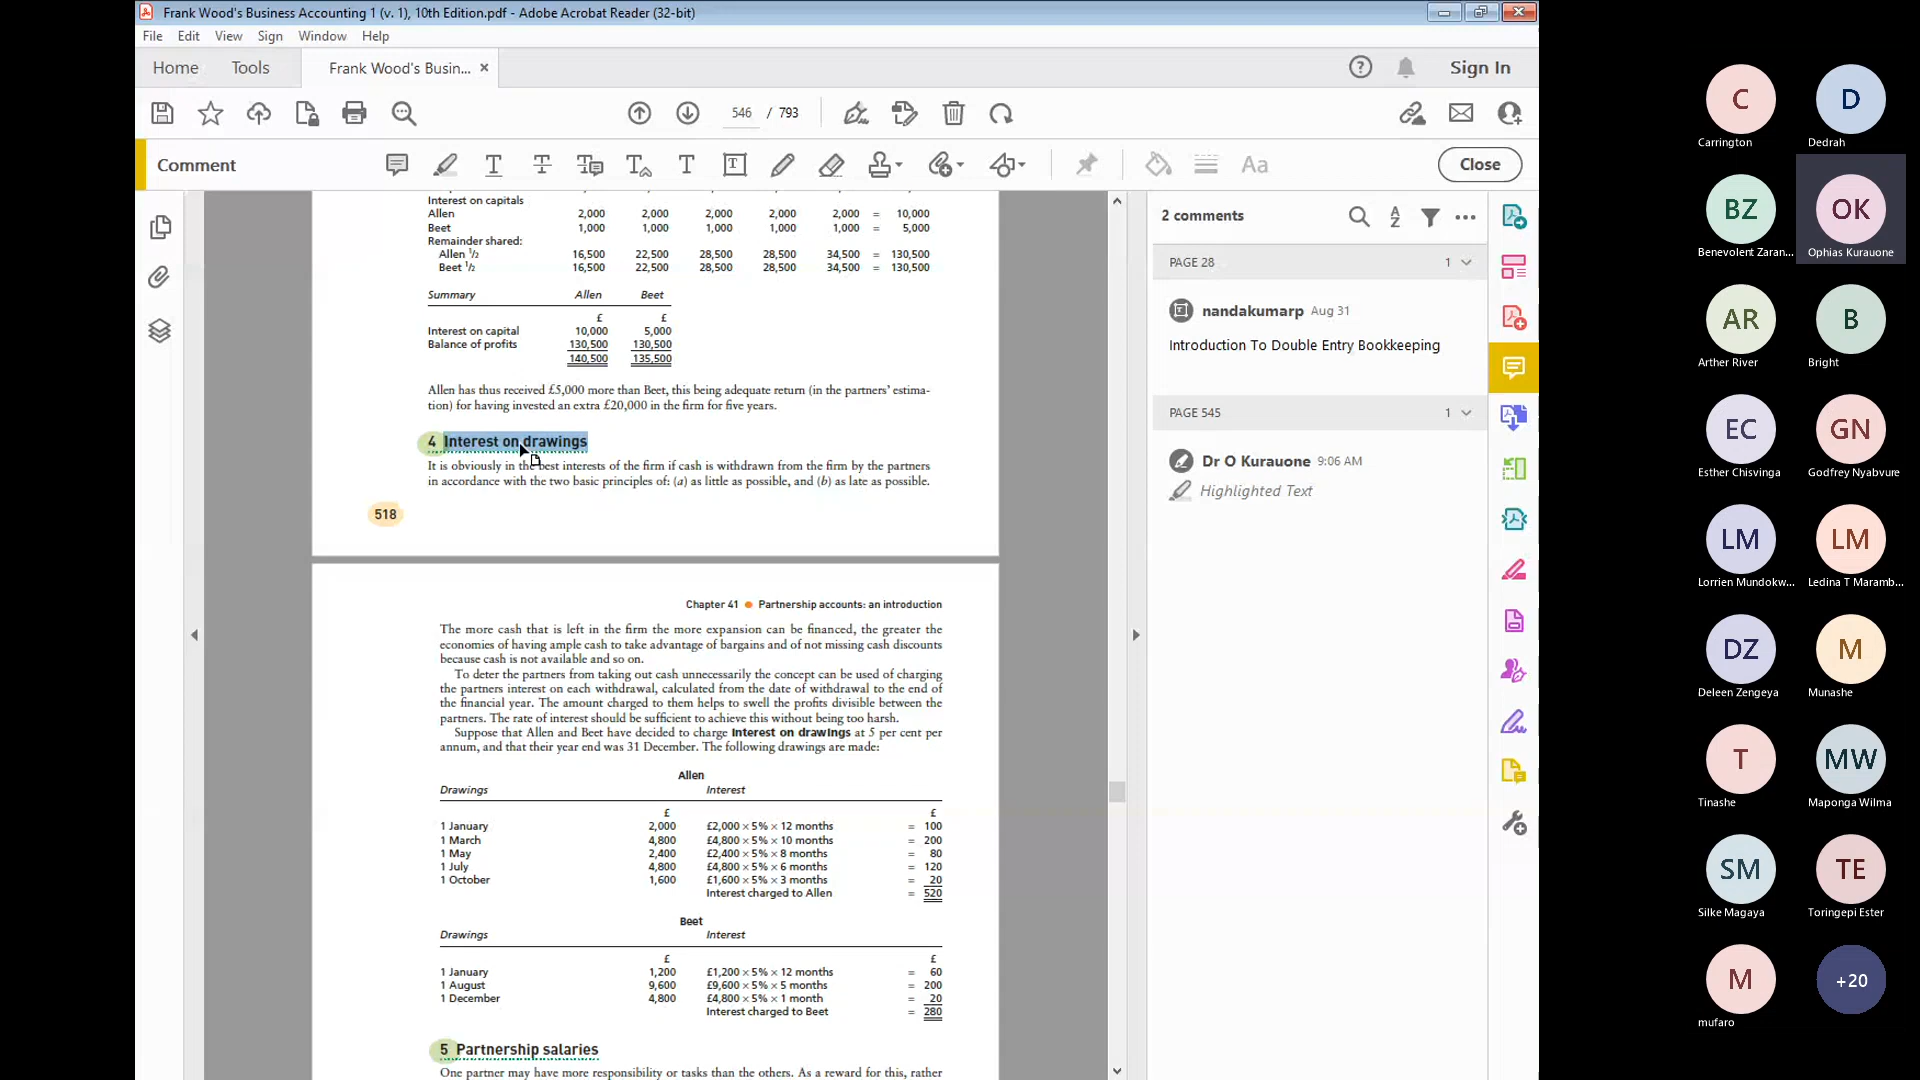 Frank Wood's Business Accounting 1 (v. 1), 10th Edition.pdf - Adobe Acrobat Reader (32-bit)
File Edit View Sign Window Help
Home Tools Frank Wood's Busin... × Sign In
546 / 793
Comment Close
Interest on capitals
Allen 2,000 2,000 2,000 2,000 2,000 = 10,000
Beet 1,000 1,000 1,000 1,000 1,000 = 5,000
Remainder shared:
Allen 1/2 16,500 22,500 28,500 28,500 34,500 = 130,500
Beet 1/2 16,500 22,500 28,500 28,500 34,500 = 130,500
Summary Allen Beet
£ £
Interest on capital 10,000 5,000
Balance of profits 130,500 130,500
140,500 135,500
Allen has thus received £5,000 more than Beet, this being adequate return (in the partners' estima-
tion) for having invested an extra £20,000 in the firm for five years.
4 Interest on drawings
It is obviously in the best interests of the firm if cash is withdrawn from the firm by the partners
in accordance with the two basic principles of: (a) as little as possible, and (b) as late as possible.
518
Chapter 41 ● Partnership accounts: an introduction
The more cash that is left in the firm the more expansion can be financed, the greater the
economies of having ample cash to take advantage of bargains and of not missing cash discounts
because cash is not available and so on.
To deter the partners from taking out cash unnecessarily the concept can be used of charging
the partners interest on each withdrawal, calculated from the date of withdrawal to the end of
the financial year. The amount charged to them helps to swell the profits divisible between the
partners. The rate of interest should be sufficient to achieve this without being too harsh.
Suppose that Allen and Beet have decided to charge interest on drawings at 5 per cent per
annum, and that their year end was 31 December. The following drawings are made:
Allen
Drawings Interest
£ £
1 January 2,000 £2,000 × 5% × 12 months = 100
1 March 4,800 £4,800 × 5% × 10 months = 200
1 May 2,400 £2,400 × 5% × 8 months = 80
1 July 4,800 £4,800 × 5% × 6 months = 120
1 October 1,600 £1,600 × 5% × 3 months = 20
Interest charged to Allen = 520
Beet
Drawings Interest
£ £
1 January 1,200 £1,200 × 5% × 12 months = 60
1 August 9,600 £9,600 × 5% × 5 months = 200
1 December 4,800 £4,800 × 5% × 1 month = 20
Interest charged to Beet = 280
5 Partnership salaries
One partner may have more responsibility or tasks than the others. As a reward for this, rather
2 comments
PAGE 28 1
nandakumarp Aug 31
Introduction To Double Entry Bookkeeping
PAGE 545 1
Dr O Kurauone 9:06 AM
Highlighted Text
C D
Carrington Dedrah
BZ OK
Benevolent Zaran... Ophias Kurauone
AR B
Arther River Bright
EC GN
Esther Chisvinga Godfrey Nyabvure
LM LM
Lorrien Mundokw... Ledina T Maramb...
DZ M
Deleen Zengeya Munashe
T MW
Tinashe Maponga Wilma
SM TE
Silke Magaya Toringepi Ester
M +20
mufaro